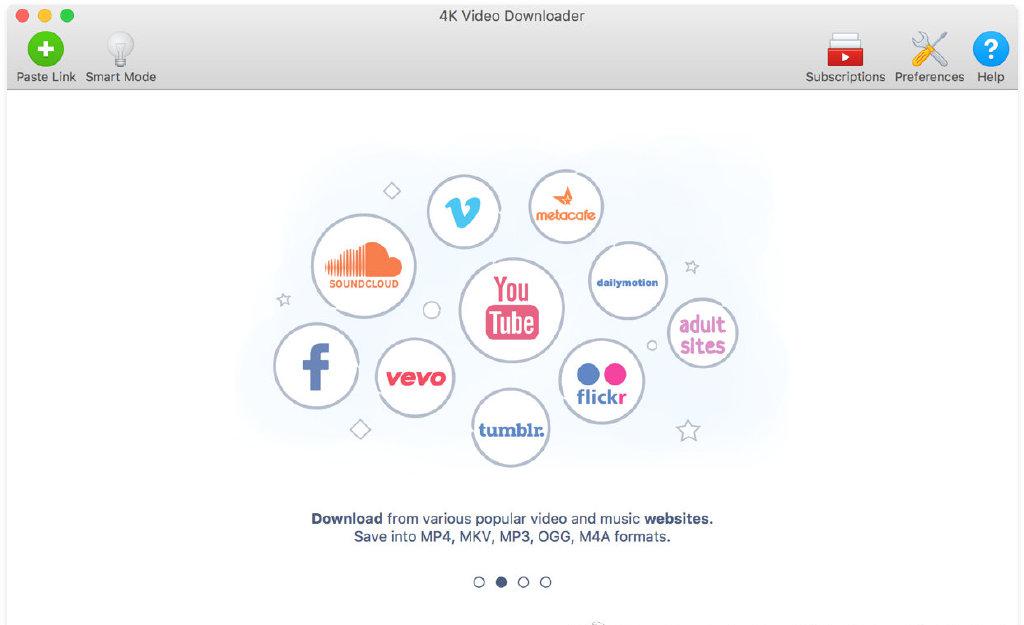 4K Video Downloader
Paste Link
Smart Mode
Subscriptions
Preferences
Help
metacafe
SOUNDCLOUD
You
Tube
dailymotion
adult
sites
vevo
flickr
tumblr.
Download from various popular video and music websites.
Save into MP4, MKV, MP3, OGG, M4A formats.